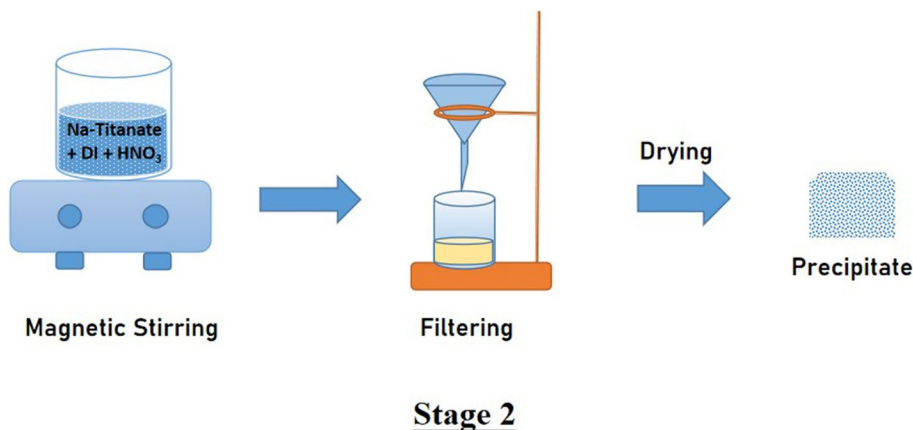 Na-Titanate
+ DI + HNO₃
Magnetic Stirring
Filtering
Drying
Precipitate
Stage 2